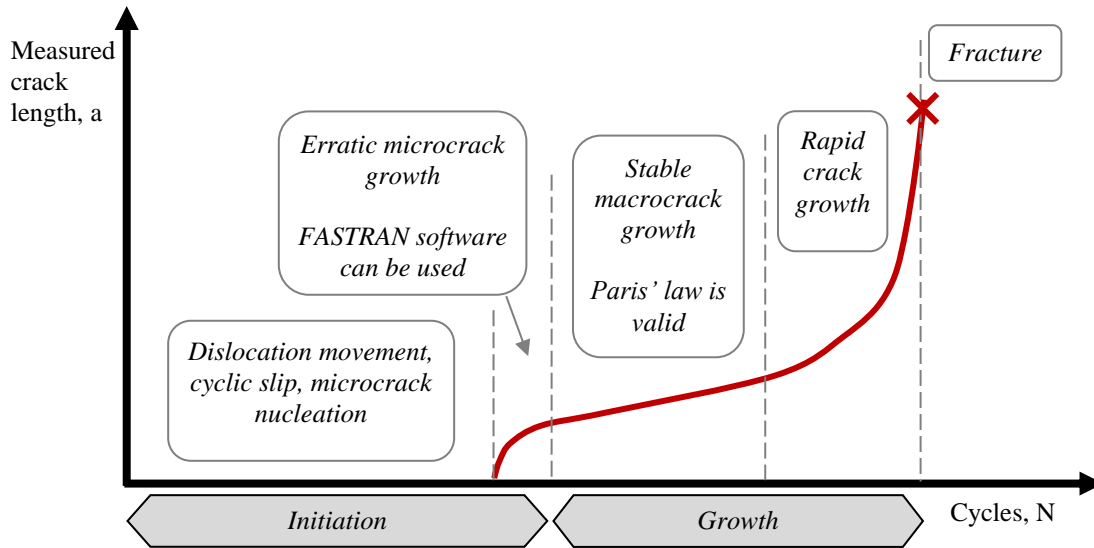 Measured
crack
length, a
Fracture
Erratic microcrack
growth
FASTRAN software
can be used
Stable
macrocrack
growth
Paris’ law is
valid
Rapid
crack
growth
Dislocation movement,
cyclic slip, microcrack
nucleation
Initiation
Growth
Cycles, N